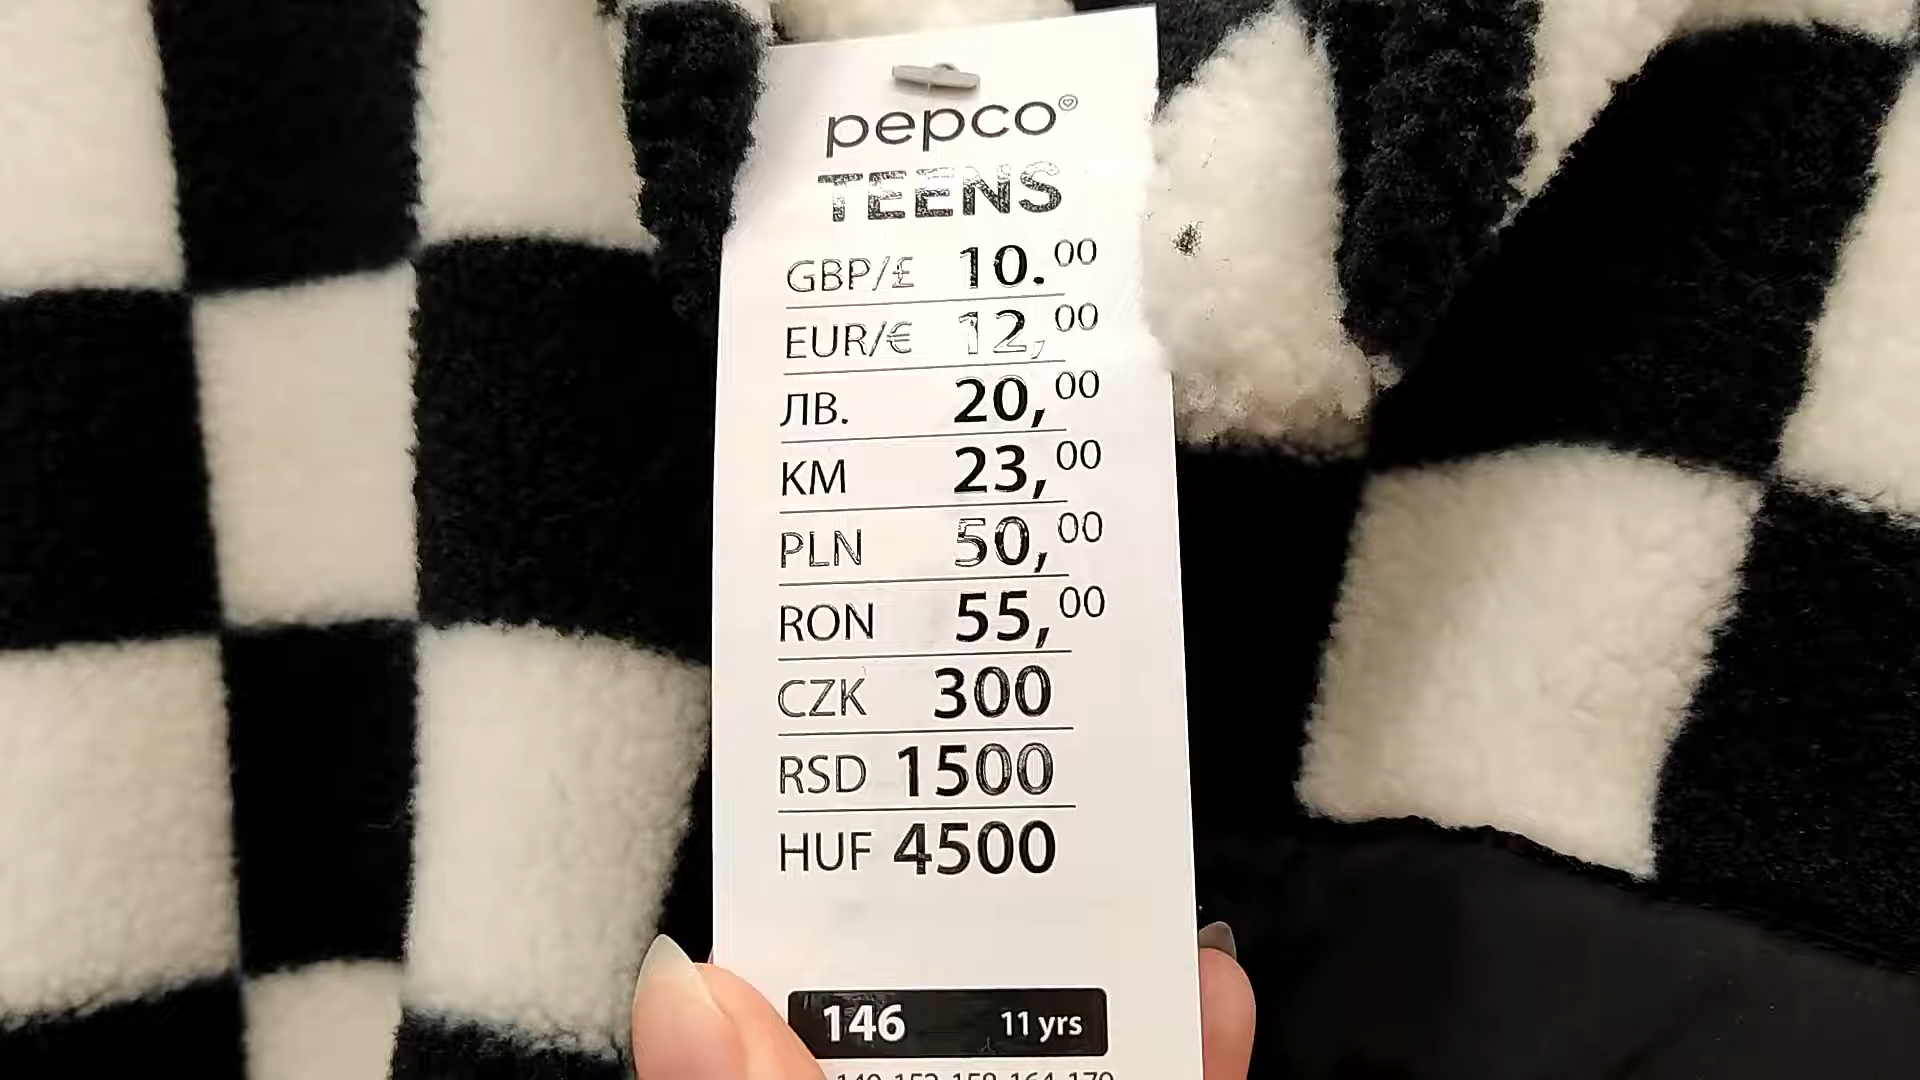 pepco
TEENS
GBP/£ 10.00
EUR/€ 12,00
ЛВ. 20,00
KM 23,00
PLN 50,00
RON 55,00
CZK 300
RSD 1500
HUF 4500
146 11 yrs